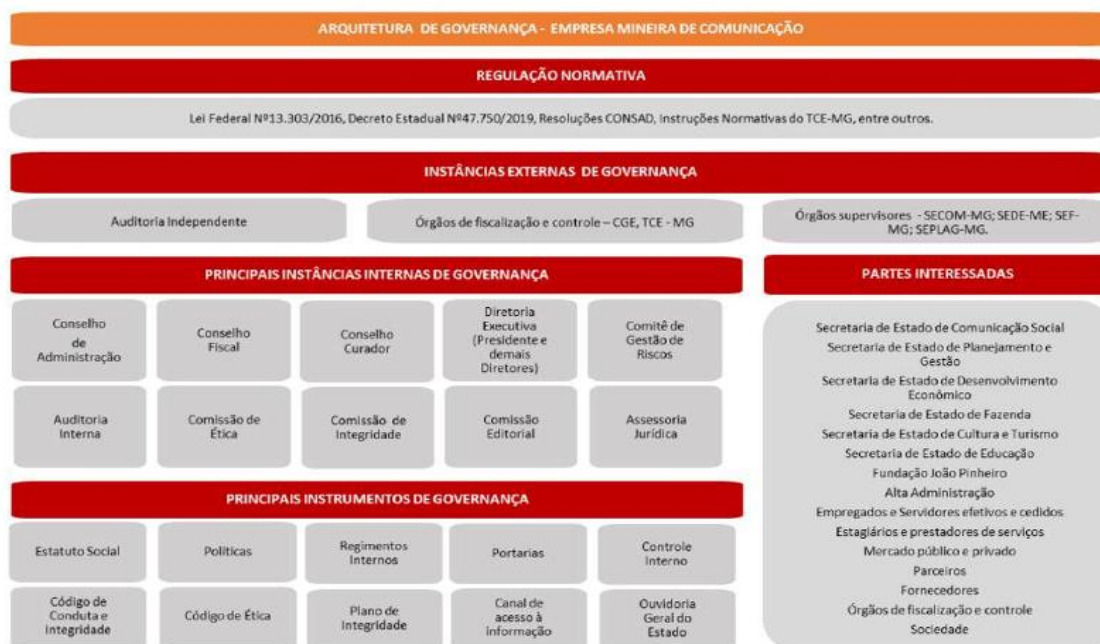 ARQUITETURA DE GOVERNANÇA - EMPRESA MINEIRA DE COMUNICAÇÃO
REGULAÇÃO NORMATIVA
Lei Federal Nº13.303/2016, Decreto Estadual Nº47.750/2019, Resoluções CONSAD, Instruções Normativas do TCE-MG, entre outros.
INSTÂNCIAS EXTERNAS DE GOVERNANÇA
Auditoria Independente
Órgãos de fiscalização e controle – CGE, TCE - MG
Órgãos supervisores - SECOM-MG; SEDE-ME; SEF-
MG; SEPLAG-MG.
PRINCIPAIS INSTÂNCIAS INTERNAS DE GOVERNANÇA
Conselho
de
Administração
Conselho
Fiscal
Conselho
Curador
Diretoria
Executiva
(Presidente e
demais
Diretores)
Comitê de
Gestão de
Riscos
Auditoria
Interna
Comissão de
Ética
Comissão de
Integridade
Comissão
Editorial
Assessoria
Jurídica
PRINCIPAIS INSTRUMENTOS DE GOVERNANÇA
Estatuto Social
Políticas
Regimentos
Internos
Portarias
Controle
Interno
Código de
Conduta e
Integridade
Código de Ética
Plano de
Integridade
Canal de
acesso à
informação
Ouvidoria
Geral do
Estado
PARTES INTERESSADAS
Secretaria de Estado de Comunicação Social
Secretaria de Estado de Planejamento e
Gestão
Secretaria de Estado de Desenvolvimento
Econômico
Secretaria de Estado de Fazenda
Secretaria de Estado de Cultura e Turismo
Secretaria de Estado de Educação
Fundação João Pinheiro
Alta Administração
Empregados e Servidores efetivos e cedidos
Estagiários e prestadores de serviços
Mercado público e privado
Parceiros
Fornecedores
Órgãos de fiscalização e controle
Sociedade